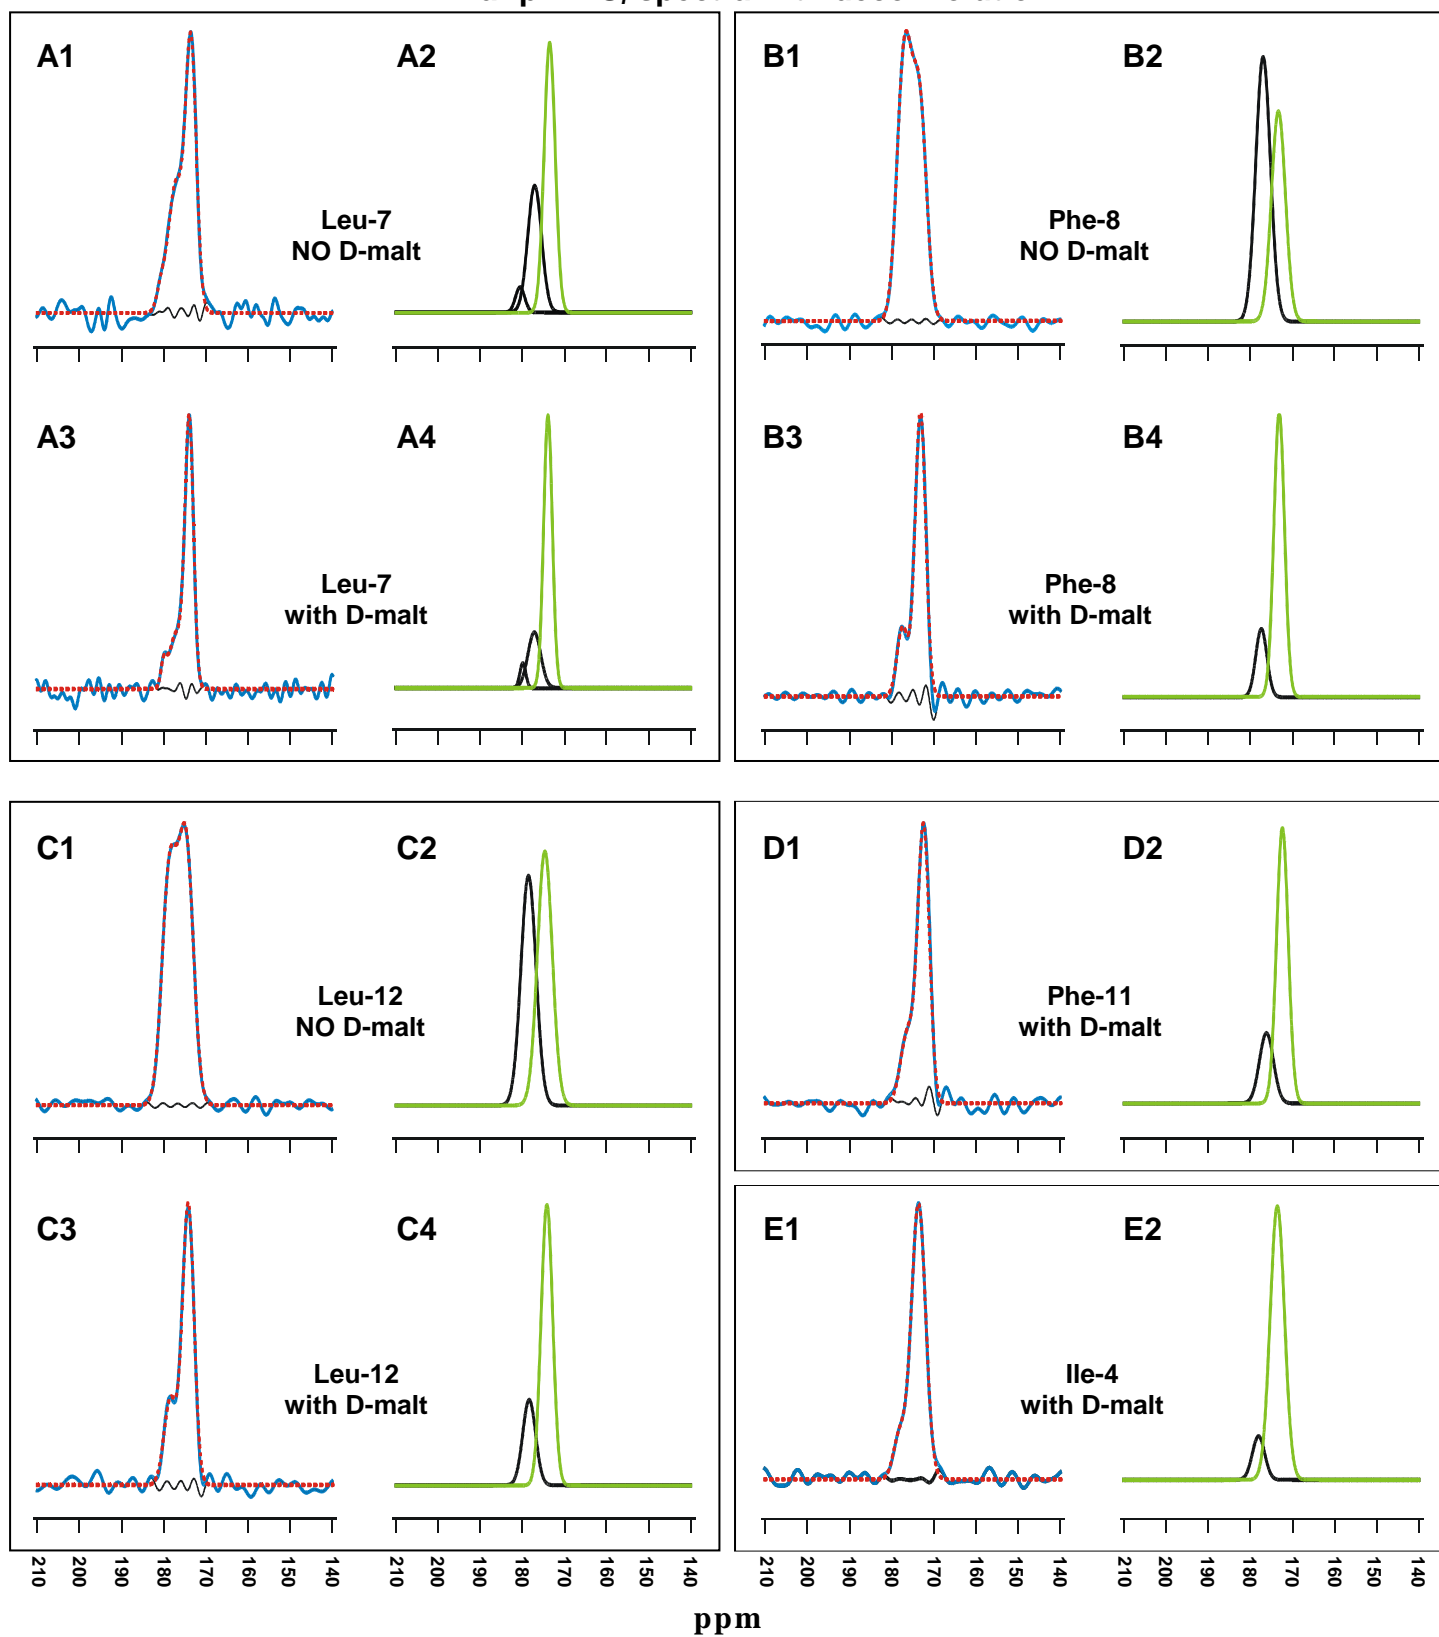 A1
A2
Leu-7
NO D-malt
A3
A4
Leu-7
with D-malt
B1
B2
Phe-8
NO D-malt
B3
B4
Phe-8
with D-malt
C1
C2
Leu-12
NO D-malt
C3
C4
Leu-12
with D-malt
D1
D2
Phe-11
with D-malt
E1
E2
Ile-4
with D-malt
210 200 190 180 170 160 150 140
210 200 190 180 170 160 150 140
210 200 190 180 170 160 150 140
210 200 190 180 170 160 150 140
ppm